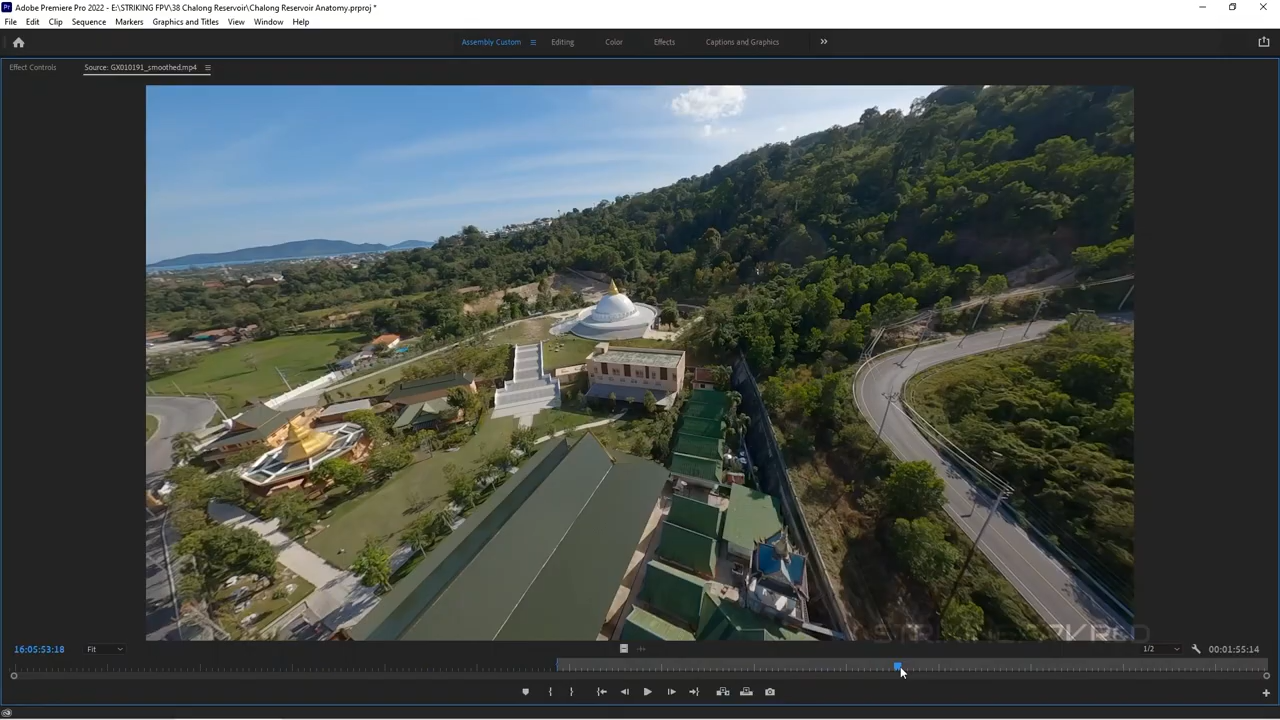 Adobe Premiere Pro 2022 - E:\STRIKING FPV\38 Chalong Reservoir\Chalong Reservoir Anatomy.prproj *
File Edit Clip Sequence Markers Graphics and Titles View Window Help
Assembly Custom Editing Color Effects Captions and Graphics
Effect Controls Source: GX010191_smoothed.mp4
16:05:53:18 Fit 1/2 00:01:55:14